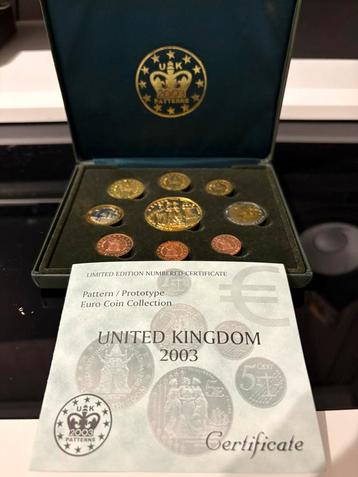 UK
2003
PATTERNS
LIMITED EDITION NUMBERED CERTIFICATE
Pattern / Prototype
Euro Coin Collection
UNITED KINGDOM
2003
5
UK
2003
PATTERNS
Certificate